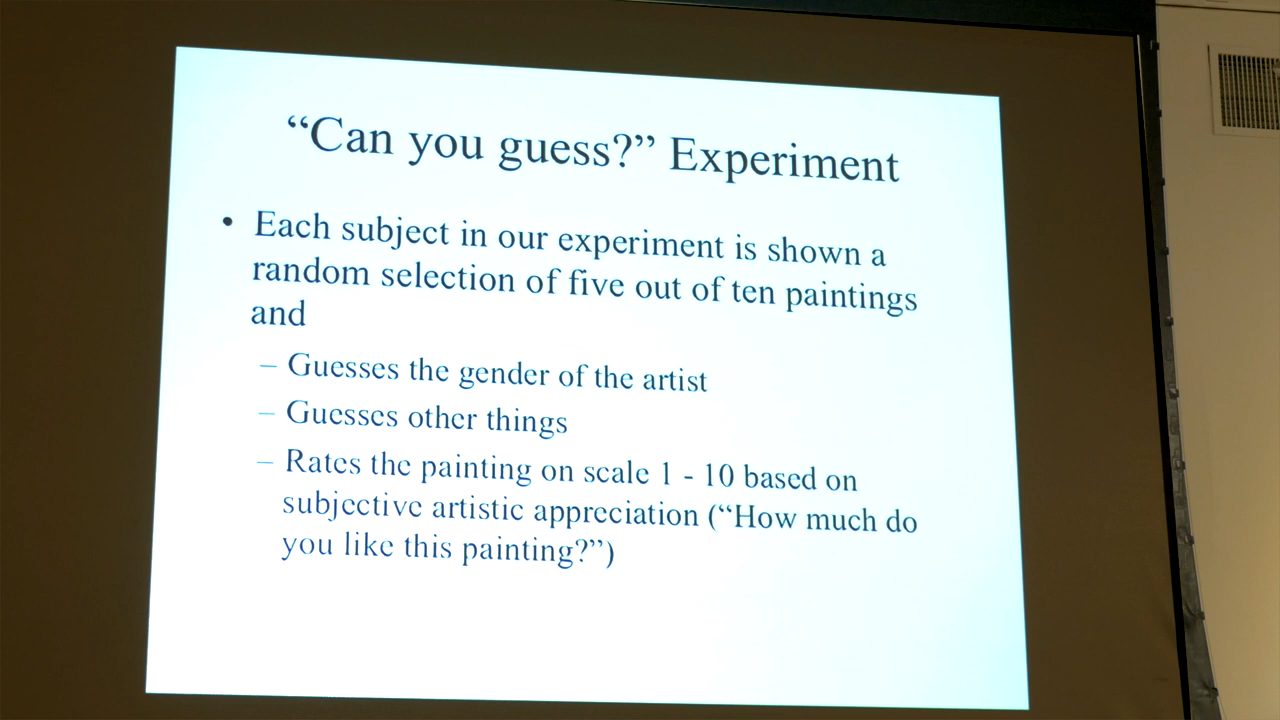 “Can you guess?” Experiment
• Each subject in our experiment is shown a
random selection of five out of ten paintings
and
– Guesses the gender of the artist
– Guesses other things
– Rates the painting on scale 1 - 10 based on
subjective artistic appreciation (“How much do
you like this painting?”)